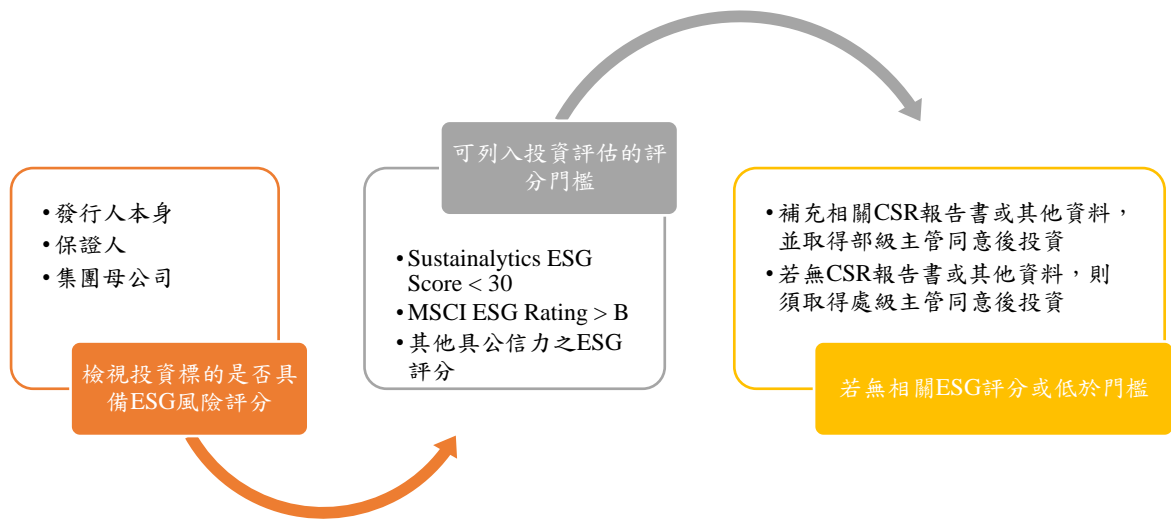 •發行人本身
•保證人
•集團母公司
檢視投資標的是否具
備ESG風險評分
可列入投資評估的評
分門檻
•Sustainalytics ESG
Score < 30
•MSCI ESG Rating > B
•其他具公信力之ESG
評分
•補充相關CSR報告書或其他資料，
並取得部級主管同意後投資
•若無CSR報告書或其他資料，則
須取得處級主管同意後投資
若無相關ESG評分或低於門檻